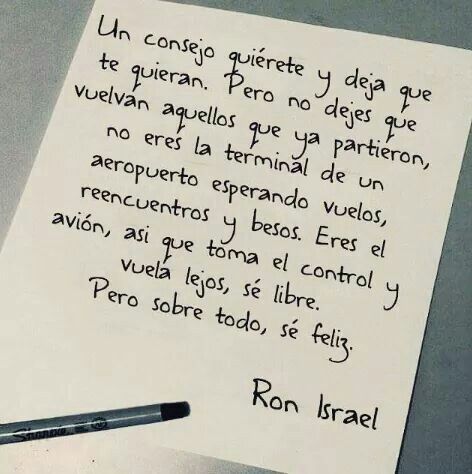 Un consejo quiérete y deja que
te quieran. Pero no dejes que
vuelvan aquellos que ya partieron,
no eres la terminal de un
aeropuerto esperando vuelos,
reencuentros y besos. Eres el
avión, asi que toma el control y
vuela lejos, sé libre.
Pero sobre todo, sé feliz.
Ron Israel
Sharpie